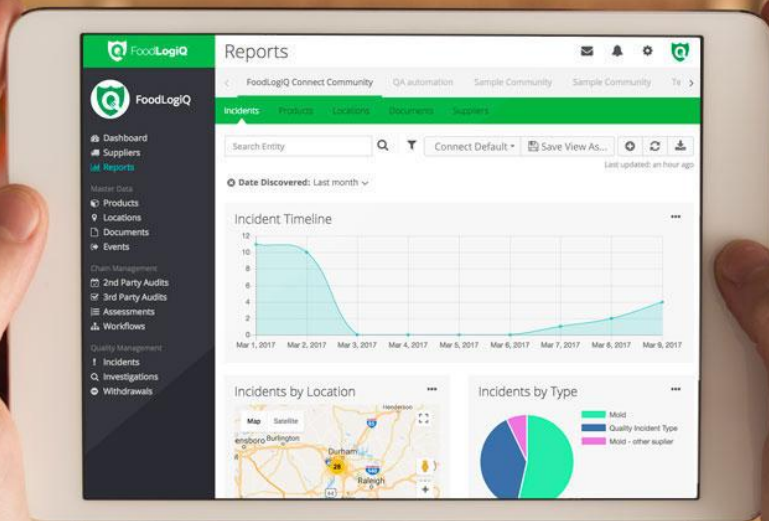 FoodLogiQ
FoodLogiQ
Dashboard
Suppliers
Reports
Master Data
Products
Locations
Documents
Events
Chain Management
2nd Party Audits
3rd Party Audits
Assessments
Workflows
Quality Management
Incidents
Investigations
Withdrawals
Reports
FoodLogiQ Connect Community QA automation Sample Community Sample Community Te
Incidents Products Locations Documents Suppliers
Search Entity Connect Default Save View As...
Last updated: an hour ago
Date Discovered: Last month
Incident Timeline
12
10
8
6
4
2
0
Mar 1, 2017 Mar 2, 2017 Mar 3, 2017 Mar 4, 2017 Mar 5, 2017 Mar 6, 2017 Mar 7, 2017 Mar 8, 2017 Mar 9, 2017
Incidents by Location
Map Satellite
Henderson
ensboro Burlington
Durham
28
Raleigh
Incidents by Type
Mold
Quality Incident Type
Mold - other suplier